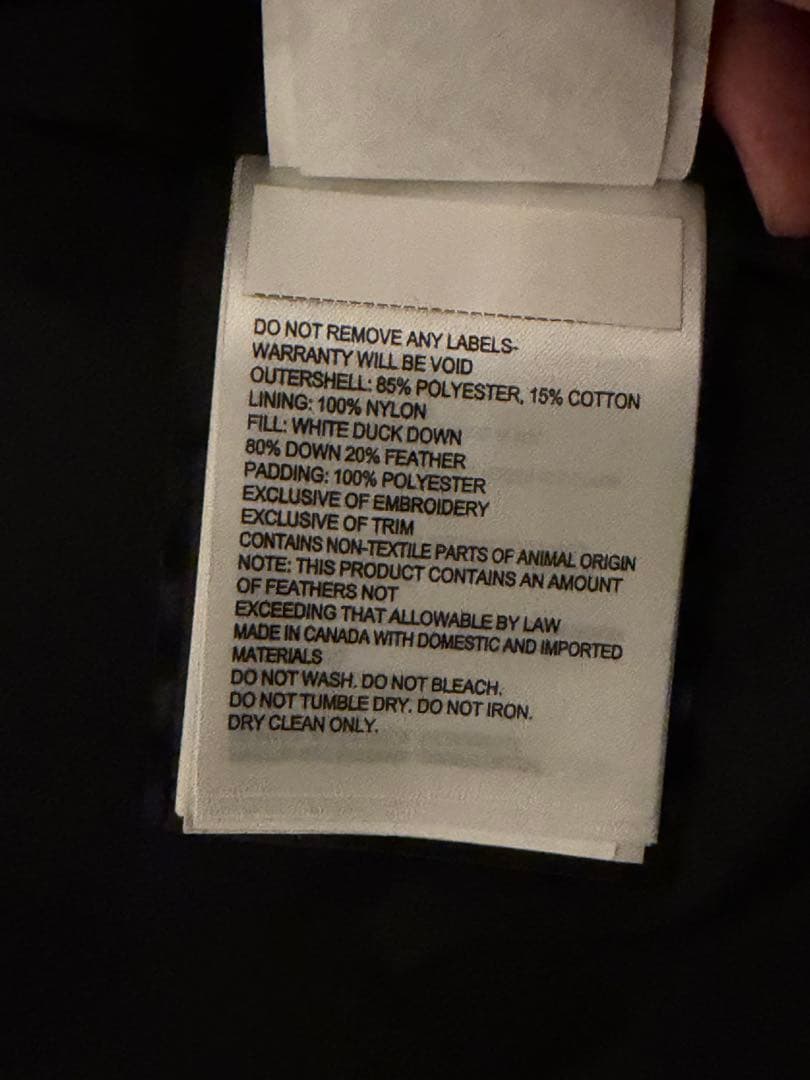 DO NOT REMOVE ANY LABELS-
WARRANTY WILL BE VOID
OUTERSHELL: 85% POLYESTER, 15% COTTON
LINING: 100% NYLON
FILL: WHITE DUCK DOWN
80% DOWN 20% FEATHER
PADDING: 100% POLYESTER
EXCLUSIVE OF EMBROIDERY
EXCLUSIVE OF TRIM
CONTAINS NON-TEXTILE PARTS OF ANIMAL ORIGIN
NOTE: THIS PRODUCT CONTAINS AN AMOUNT
OF FEATHERS NOT
EXCEEDING THAT ALLOWABLE BY LAW
MADE IN CANADA WITH DOMESTIC AND IMPORTED
MATERIALS
DO NOT WASH. DO NOT BLEACH.
DO NOT TUMBLE DRY. DO NOT IRON.
DRY CLEAN ONLY.